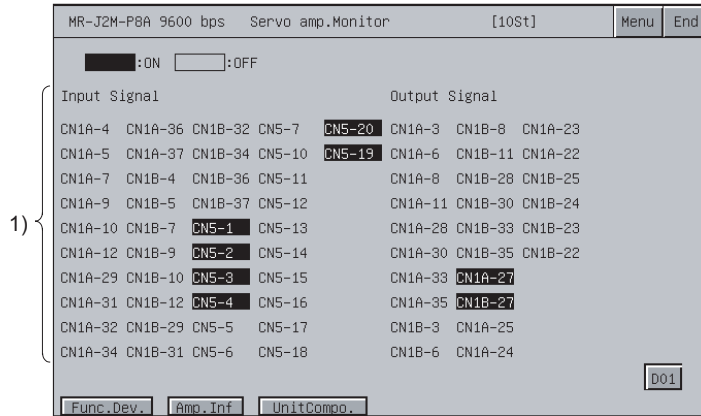 MR-J2M-P8A 9600 bps Servo amp.Monitor [10St] Menu End
:ON :OFF
Input Signal Output Signal
CN1A-4 CN1A-36 CN1B-32 CN5-7 CN5-20 CN1A-3 CN1B-8 CN1A-23
CN1A-5 CN1A-37 CN1B-34 CN5-10 CN5-19 CN1A-6 CN1B-11 CN1A-22
CN1A-7 CN1B-4 CN1B-36 CN5-11 CN1A-8 CN1B-28 CN1B-25
CN1A-9 CN1B-5 CN1B-37 CN5-12 CN1A-11 CN1B-30 CN1B-24
1) CN1A-10 CN1B-7 CN5-1 CN5-13 CN1A-28 CN1B-33 CN1B-23
CN1A-12 CN1B-9 CN5-2 CN5-14 CN1A-30 CN1B-35 CN1B-22
CN1A-29 CN1B-10 CN5-3 CN5-15 CN1A-33 CN1A-27
CN1A-31 CN1B-12 CN5-4 CN5-16 CN1A-35 CN1B-27
CN1A-32 CN1B-29 CN5-5 CN5-17 CN1B-3 CN1A-25
CN1A-34 CN1B-31 CN5-6 CN5-18 CN1B-6 CN1A-24
DO1
Func.Dev. Amp.Inf UnitCompo.